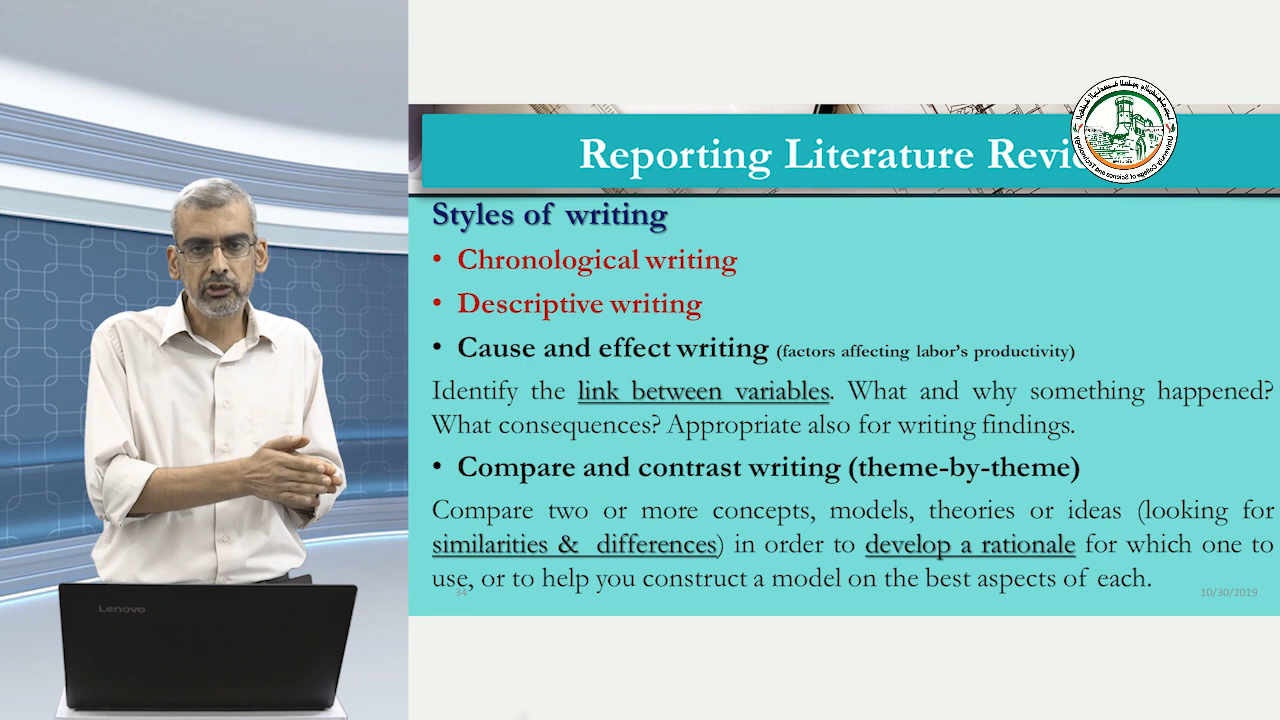 Reporting Literature Revi
Styles of writing
• Chronological writing
• Descriptive writing
• Cause and effect writing (factors affecting labor's productivity)
Identify the link between variables. What and why something happened?
What consequences? Appropriate also for writing findings.
• Compare and contrast writing (theme-by-theme)
Compare two or more concepts, models, theories or ideas (looking for
similarities & differences) in order to develop a rationale for which one to
use, or to help you construct a model on the best aspects of each.
34
10/30/2019
Lenovo